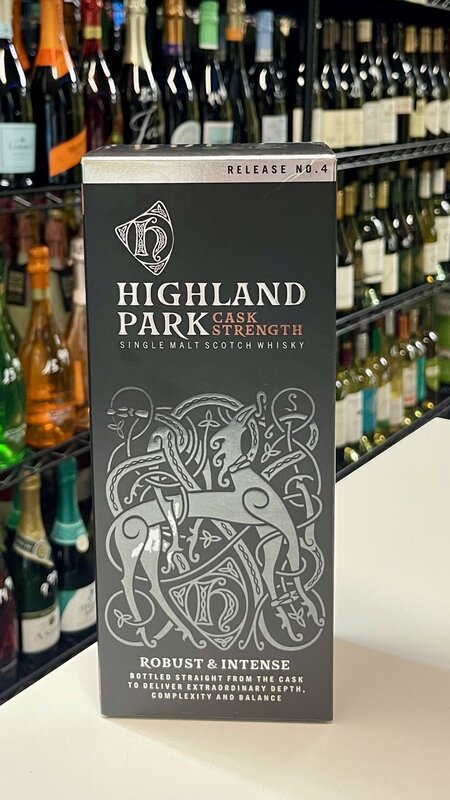 RELEASE NO.4
HIGHLAND
PARK CASK STRENGTH
SINGLE MALT SCOTCH WHISKY
ROBUST & INTENSE
BOTTLED STRAIGHT FROM THE CASK
TO DELIVER EXTRAORDINARY DEPTH,
COMPLEXITY AND BALANCE